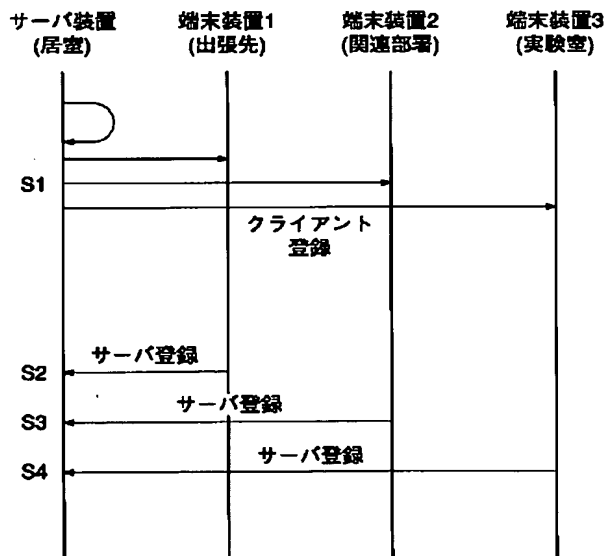 サーバ装置 端末装置1 端末装置2 端末装置3
(居室) (出張先) (関連部署) (実験室)
S1
クライアント
登録
サーバ登録
S2
サーバ登録
S3
サーバ登録
S4